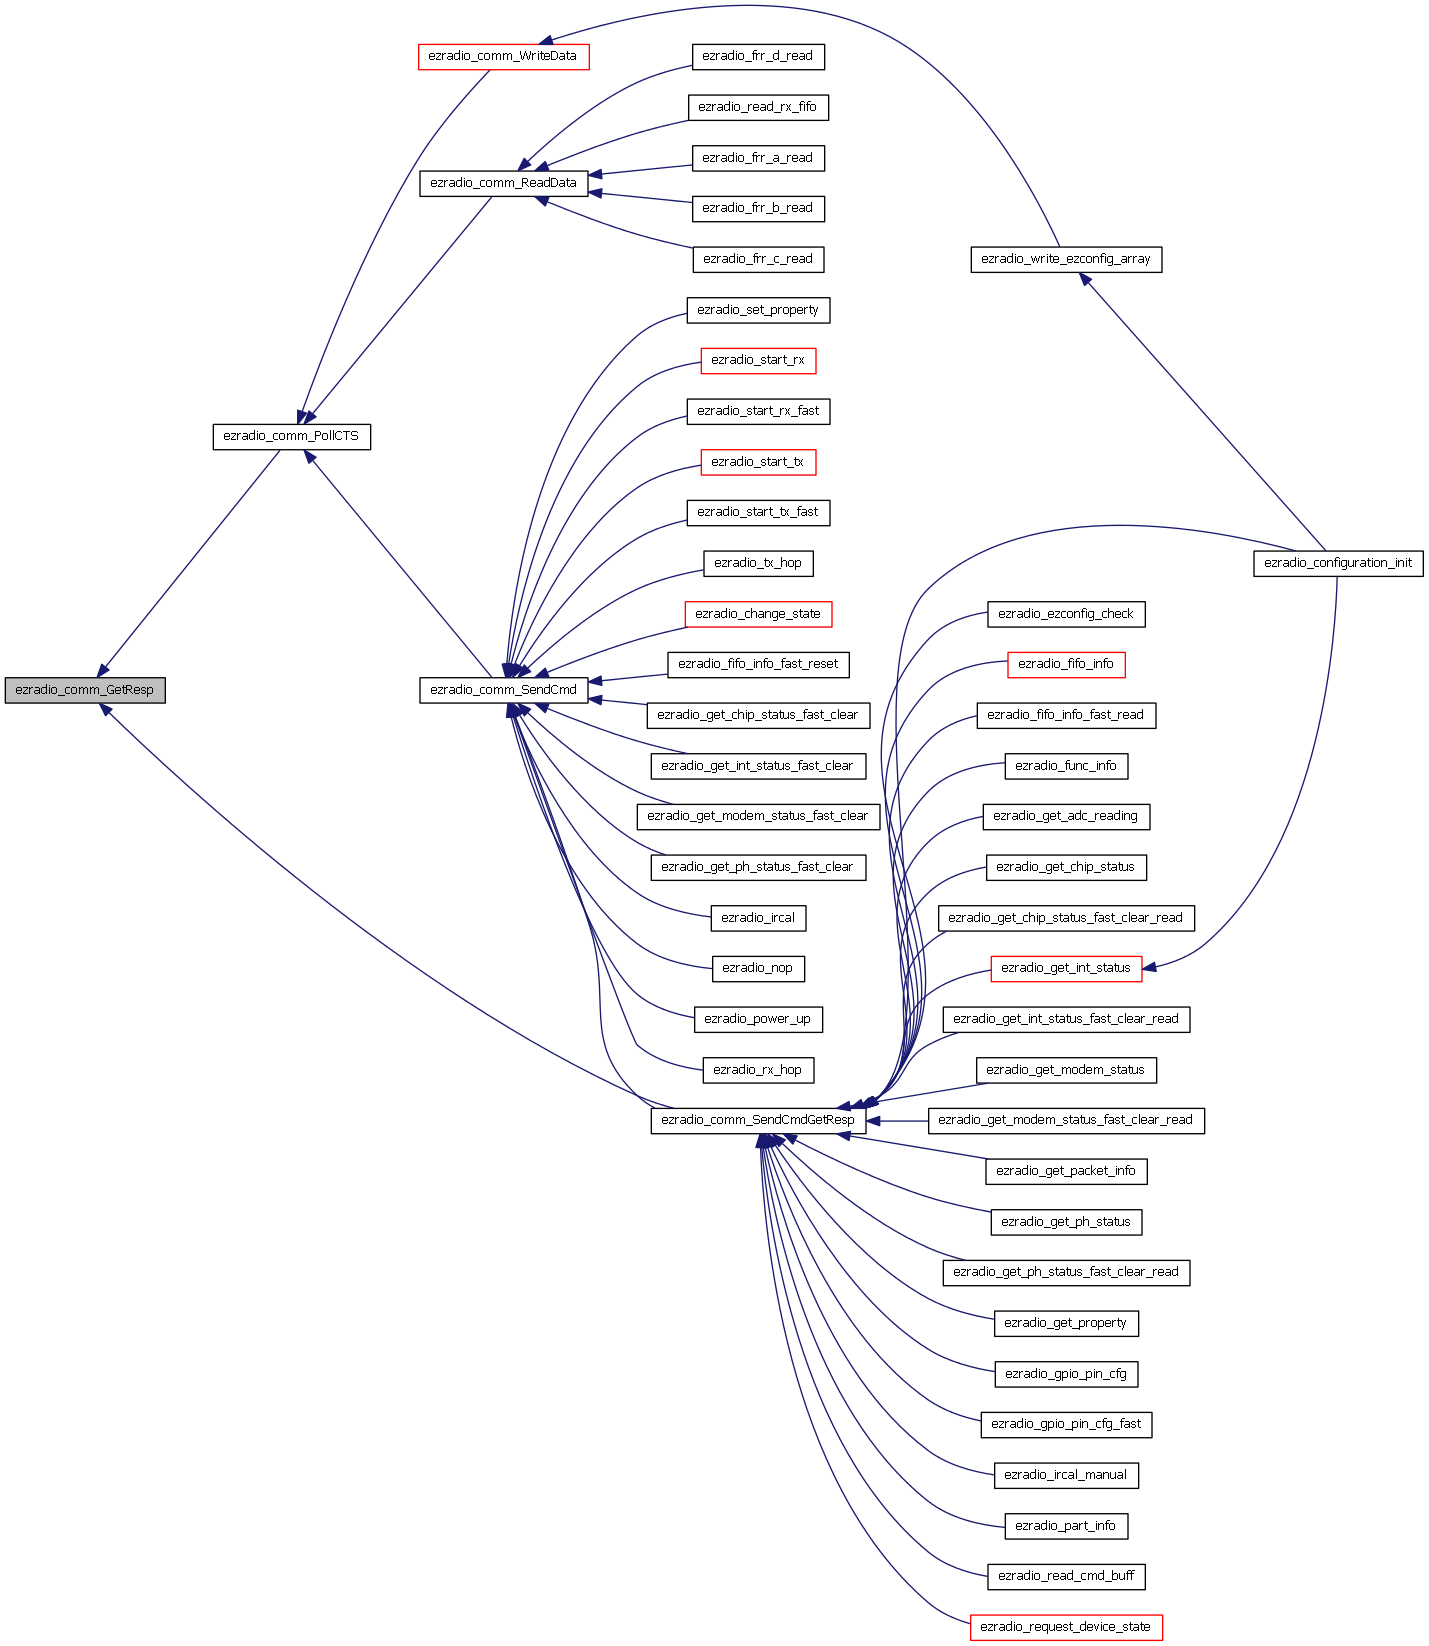 ezradio_comm_GetResp
ezradio_comm_PollCTS
ezradio_comm_WriteData
ezradio_comm_ReadData
ezradio_comm_SendCmd
ezradio_frr_d_read
ezradio_read_rx_fifo
ezradio_frr_a_read
ezradio_frr_b_read
ezradio_frr_c_read
ezradio_set_property
ezradio_start_rx
ezradio_start_rx_fast
ezradio_start_tx
ezradio_start_tx_fast
ezradio_tx_hop
ezradio_change_state
ezradio_fifo_info_fast_reset
ezradio_get_chip_status_fast_clear
ezradio_get_int_status_fast_clear
ezradio_get_modem_status_fast_clear
ezradio_get_ph_status_fast_clear
ezradio_ircal
ezradio_nop
ezradio_power_up
ezradio_rx_hop
ezradio_comm_SendCmdGetResp
ezradio_write_ezconfig_array
ezradio_ezconfig_check
ezradio_fifo_info
ezradio_fifo_info_fast_read
ezradio_func_info
ezradio_get_adc_reading
ezradio_get_chip_status
ezradio_get_chip_status_fast_clear_read
ezradio_get_int_status
ezradio_get_int_status_fast_clear_read
ezradio_get_modem_status
ezradio_get_modem_status_fast_clear_read
ezradio_get_packet_info
ezradio_get_ph_status
ezradio_get_ph_status_fast_clear_read
ezradio_get_property
ezradio_gpio_pin_cfg
ezradio_gpio_pin_cfg_fast
ezradio_ircal_manual
ezradio_part_info
ezradio_read_cmd_buff
ezradio_request_device_state
ezradio_configuration_init